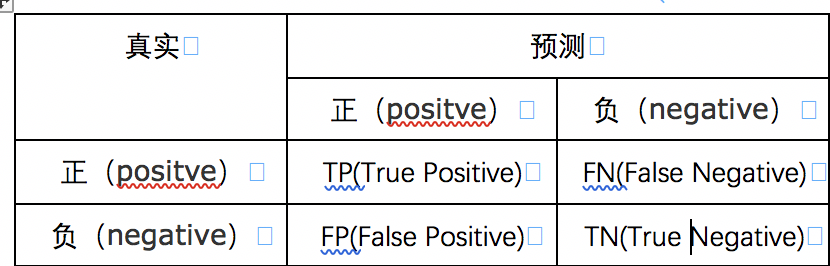 真实 预测
正（positve） 负（negative）
正（positve） TP(True Positive) FN(False Negative)
负（negative） FP(False Positive) TN(True Negative)